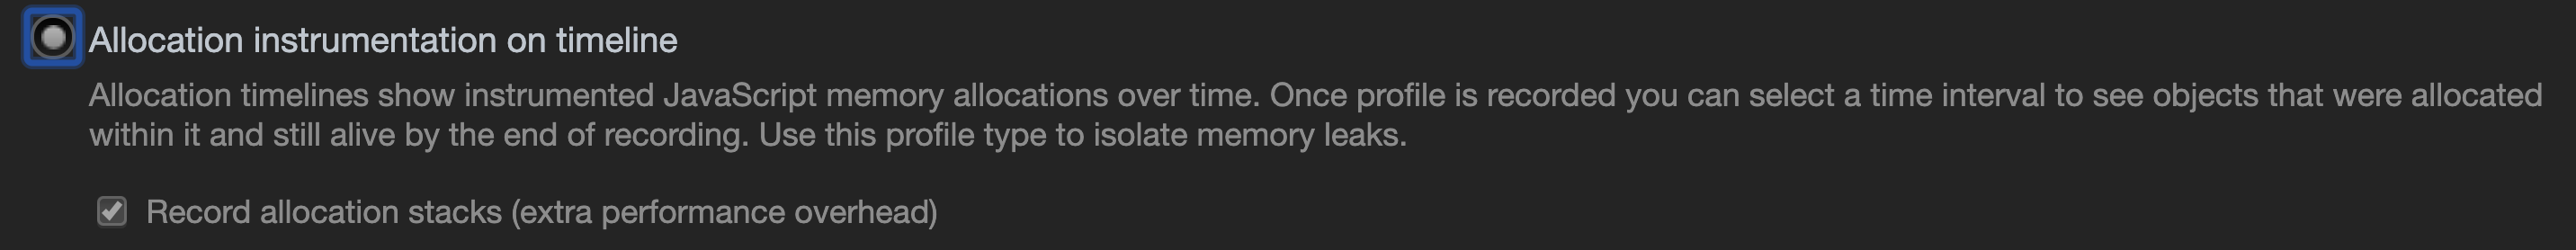 Allocation instrumentation on timeline
Allocation timelines show instrumented JavaScript memory allocations over time. Once profile is recorded you can select a time interval to see objects that were allocated
within it and still alive by the end of recording. Use this profile type to isolate memory leaks.
Record allocation stacks (extra performance overhead)